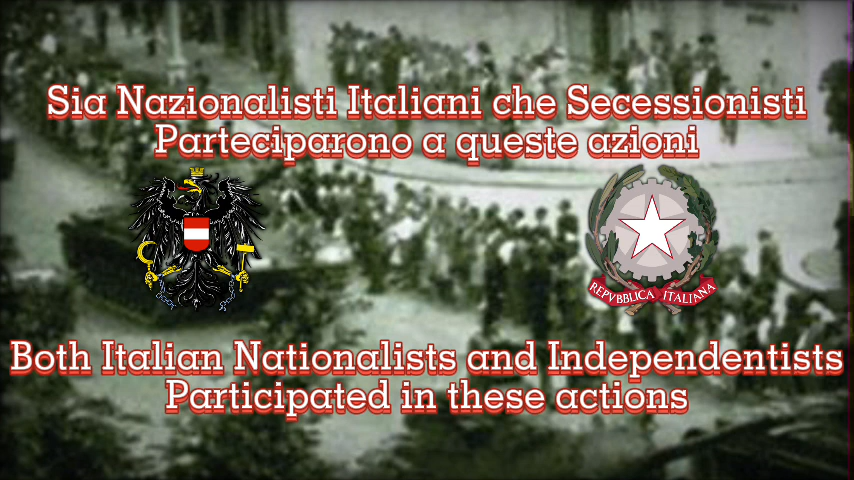 Sia Nazionalisti Italiani che Secessionisti
Parteciparono a queste azioni
REPVBBLICA ITALIANA
Both Italian Nationalists and Independentists
Participated in these actions